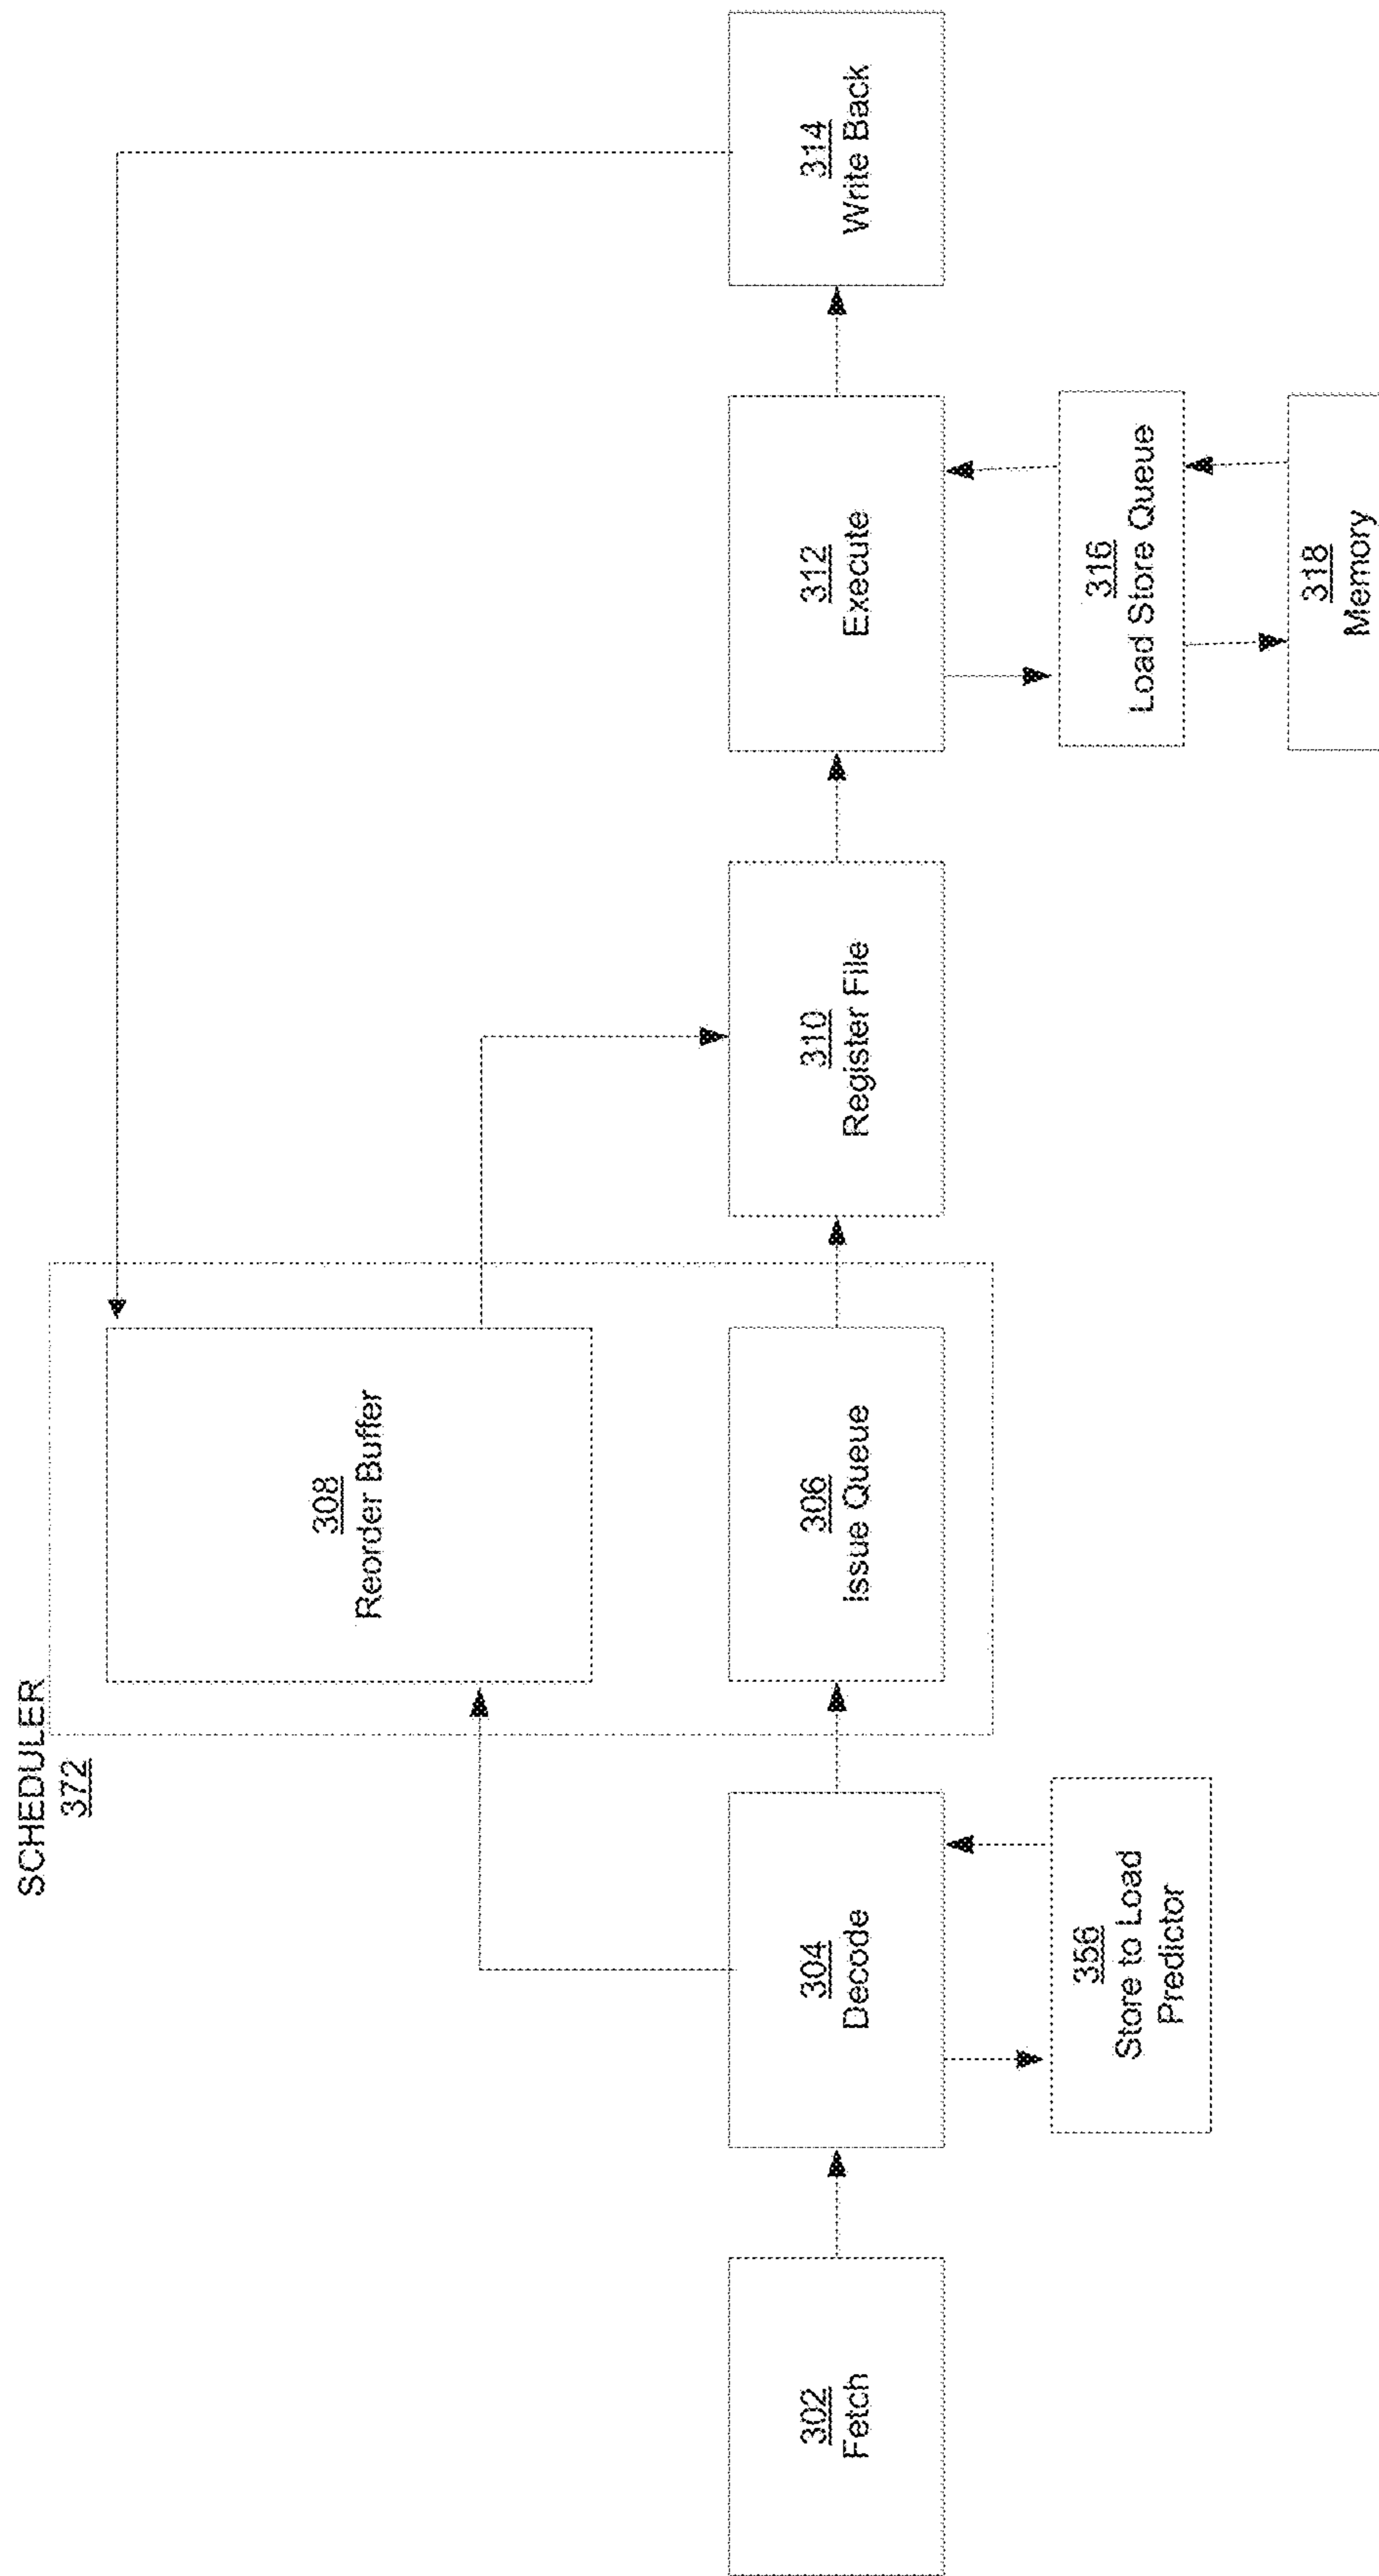 SCHEDULER
372
308
Reorder Buffer
302
Fetch
304
Decode
306
Issue Queue
310
Register File
312
Execute
314
Write Back
356
Store to Load
Predictor
316
Load Store Queue
318
Memory